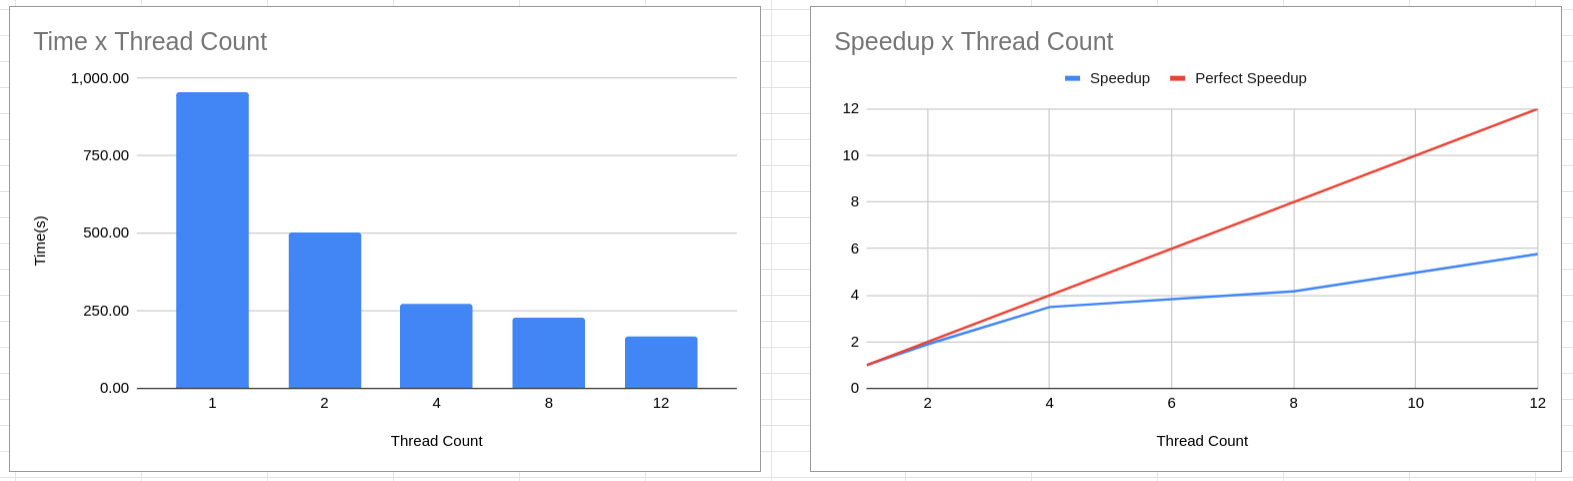 Time x Thread Count
1,000.00
750.00
500.00
250.00
0.00
Time(s)
1 2 4 8 12
Thread Count
Speedup x Thread Count
Speedup Perfect Speedup
12
10
8
6
4
2
0
2 4 6 8 10 12
Thread Count